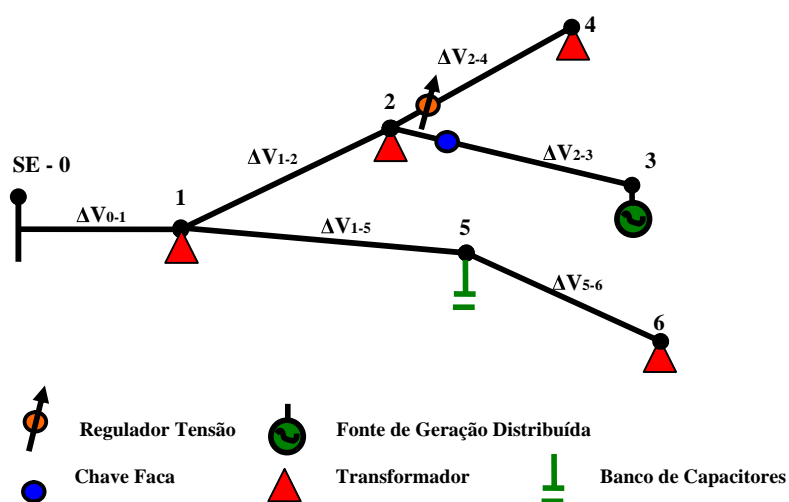 4
ΔV2-4
2
SE - 0
ΔV1-2
ΔV2-3
3
1
ΔV0-1
ΔV1-5
5
ΔV5-6
6
Regulador Tensão
Fonte de Geração Distribuída
Chave Faca
Transformador
Banco de Capacitores